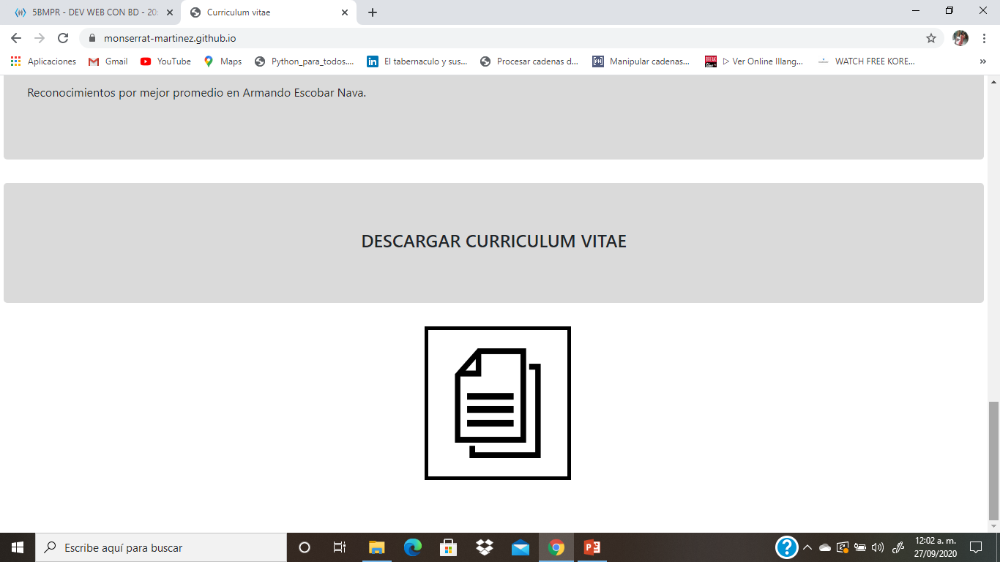 5BMPR - DEV WEB CON BD - 20
Curriculum vitae
monserrat-martinez.github.io
Aplicaciones
Gmail
YouTube
Maps
Python_para_todos....
El tabernaculo y sus...
Procesar cadenas d...
Manipular cadenas...
▷ Ver Online Illang...
WATCH FREE KORE...
»
Reconocimientos por mejor promedio en Armando Escobar Nava.
DESCARGAR CURRICULUM VITAE
Escribe aquí para buscar
12:02 a. m.
27/09/2020